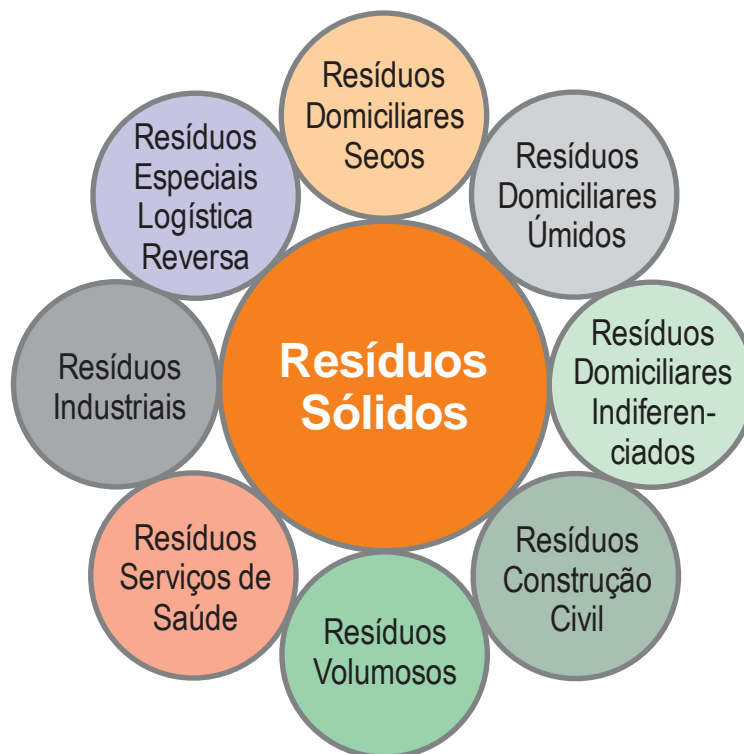 Resíduos
Domiciliares
Secos
Resíduos
Domiciliares
Úmidos
Resíduos
Domiciliares
Indiferen-
ciados
Resíduos
Construção
Civil
Resíduos
Volumosos
Resíduos
Serviços de
Saúde
Resíduos
Industriais
Resíduos
Especiais
Logística
Reversa
Resíduos
Sólidos